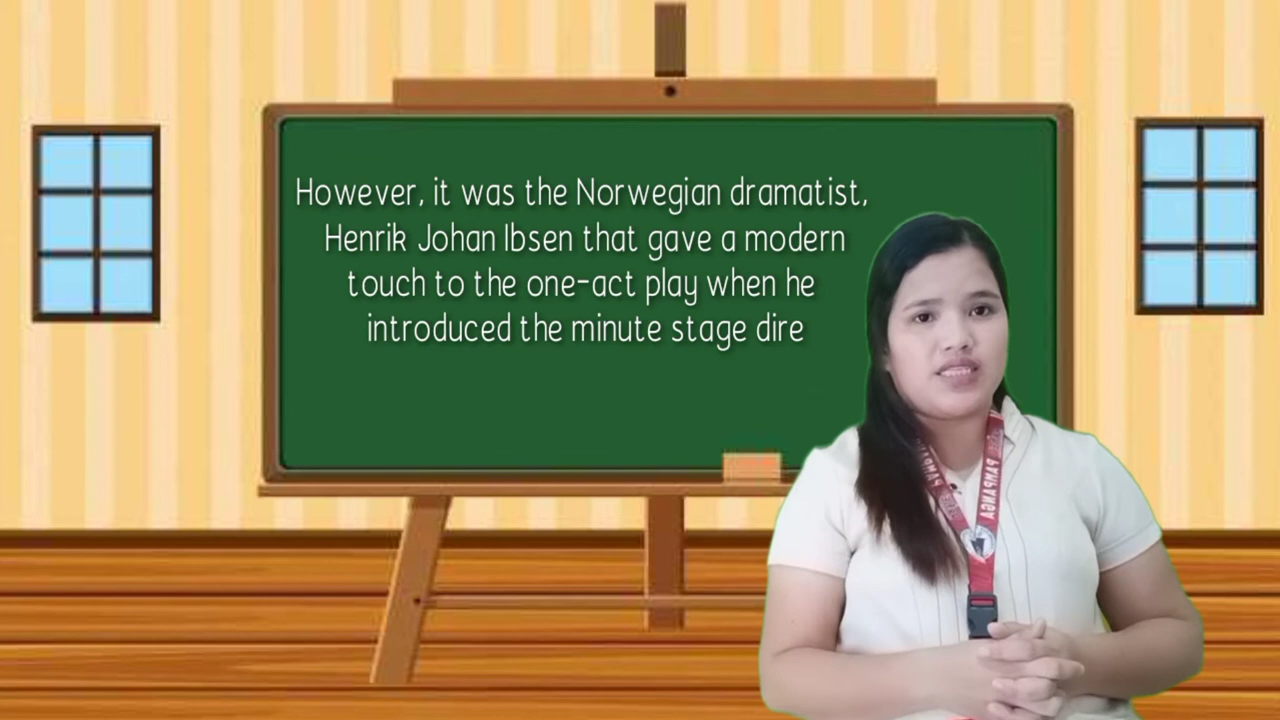 However, it was the Norwegian dramatist,
Henrik Johan Ibsen that gave a modern
touch to the one-act play when he
introduced the minute stage dire
PAMPANGA